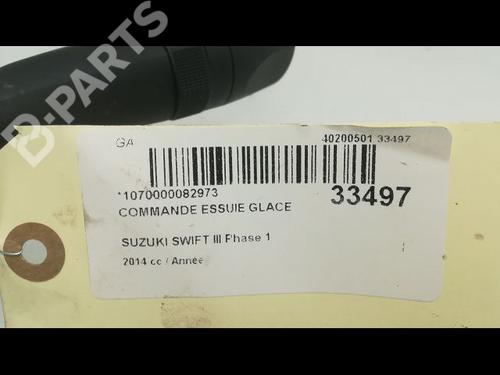 B-PARTS
GA 40200501 33497
*1070000082973
33497
COMMANDE ESSUIE GLACE
SUZUKI SWIFT III Phase 1
2014 cc / Année